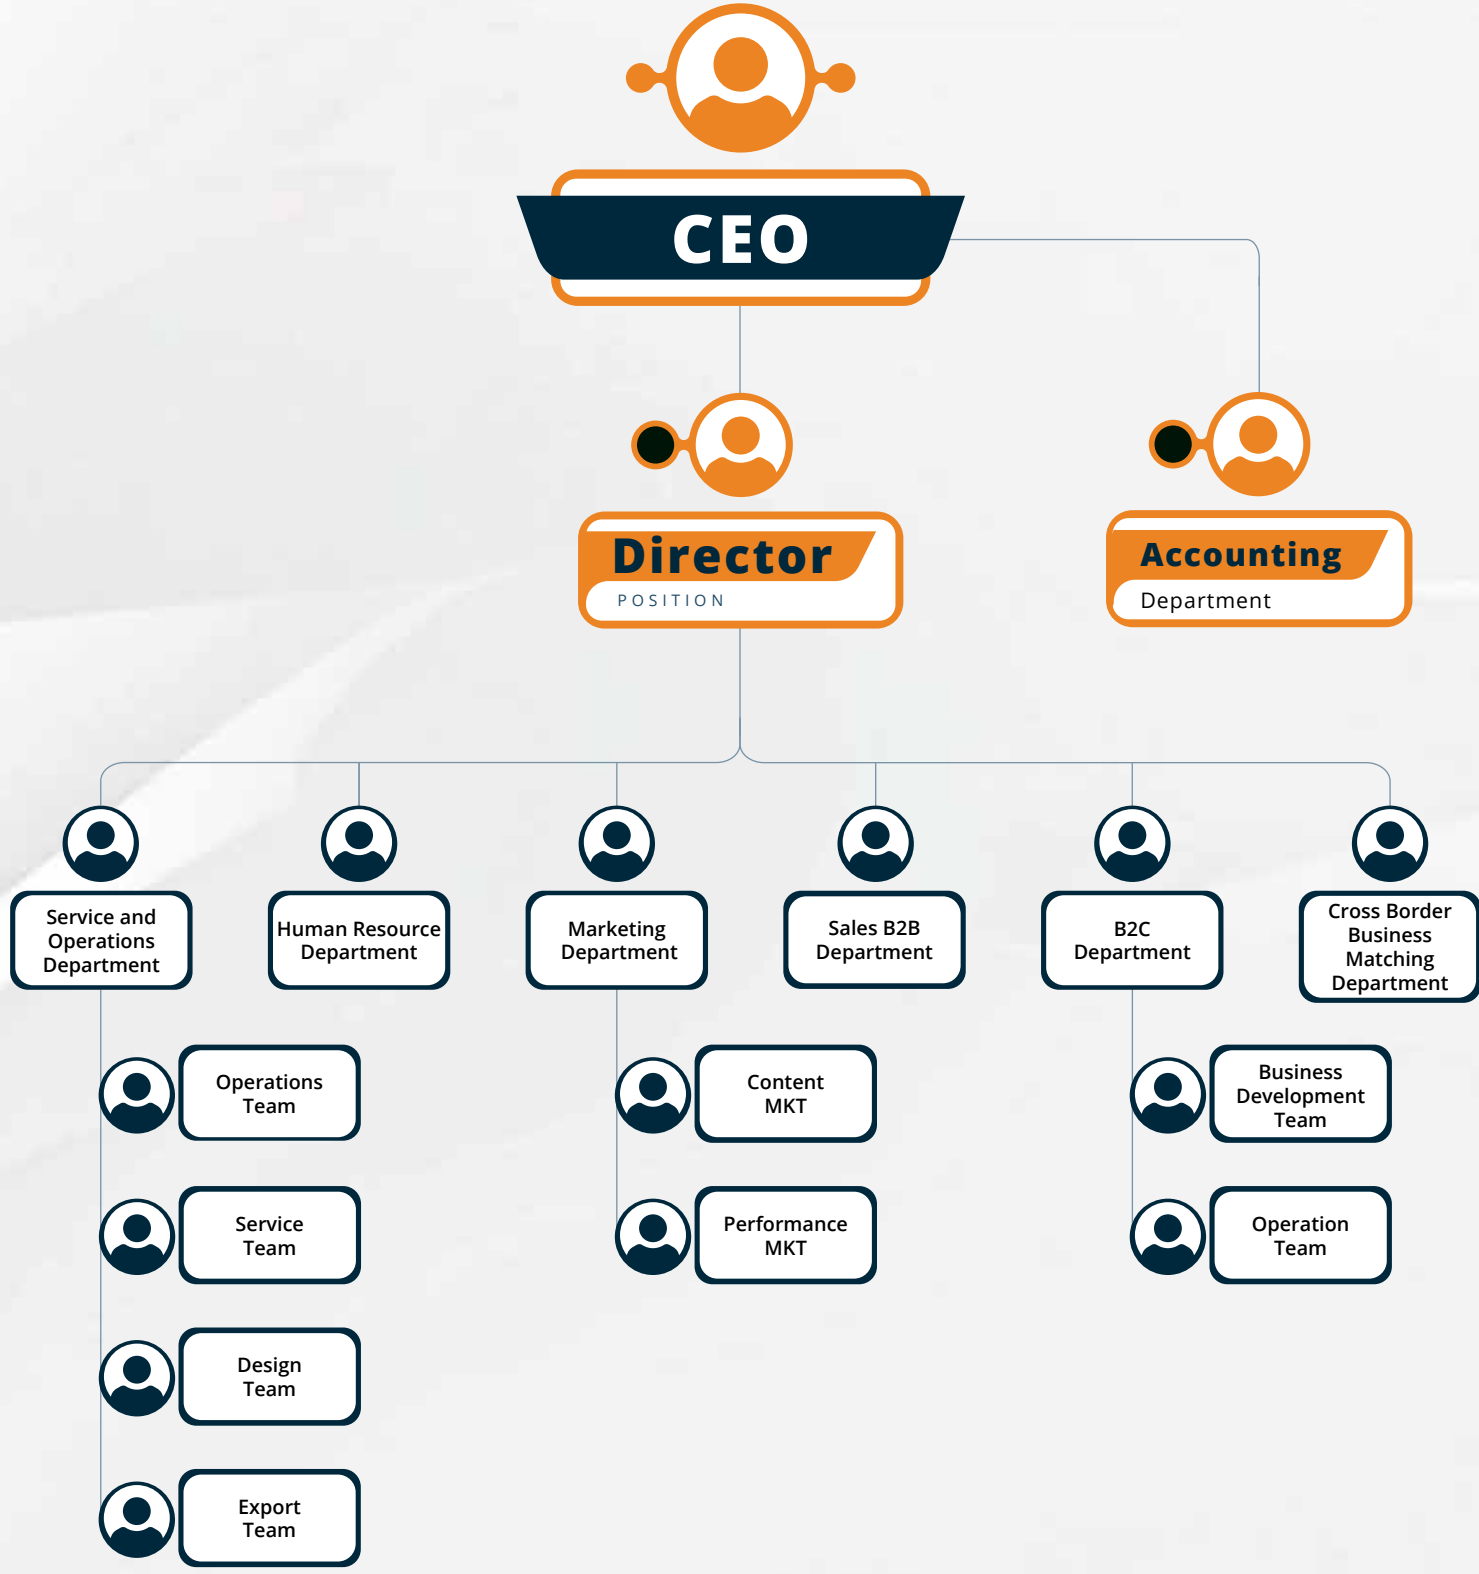 CEO
Director
POSITION
Accounting
Department
Service and
Operations
Department
Human Resource
Department
Marketing
Department
Sales B2B
Department
B2C
Department
Cross Border
Business
Matching
Department
Operations
Team
Service
Team
Design
Team
Export
Team
Content
MKT
Performance
MKT
Business
Development
Team
Operation
Team